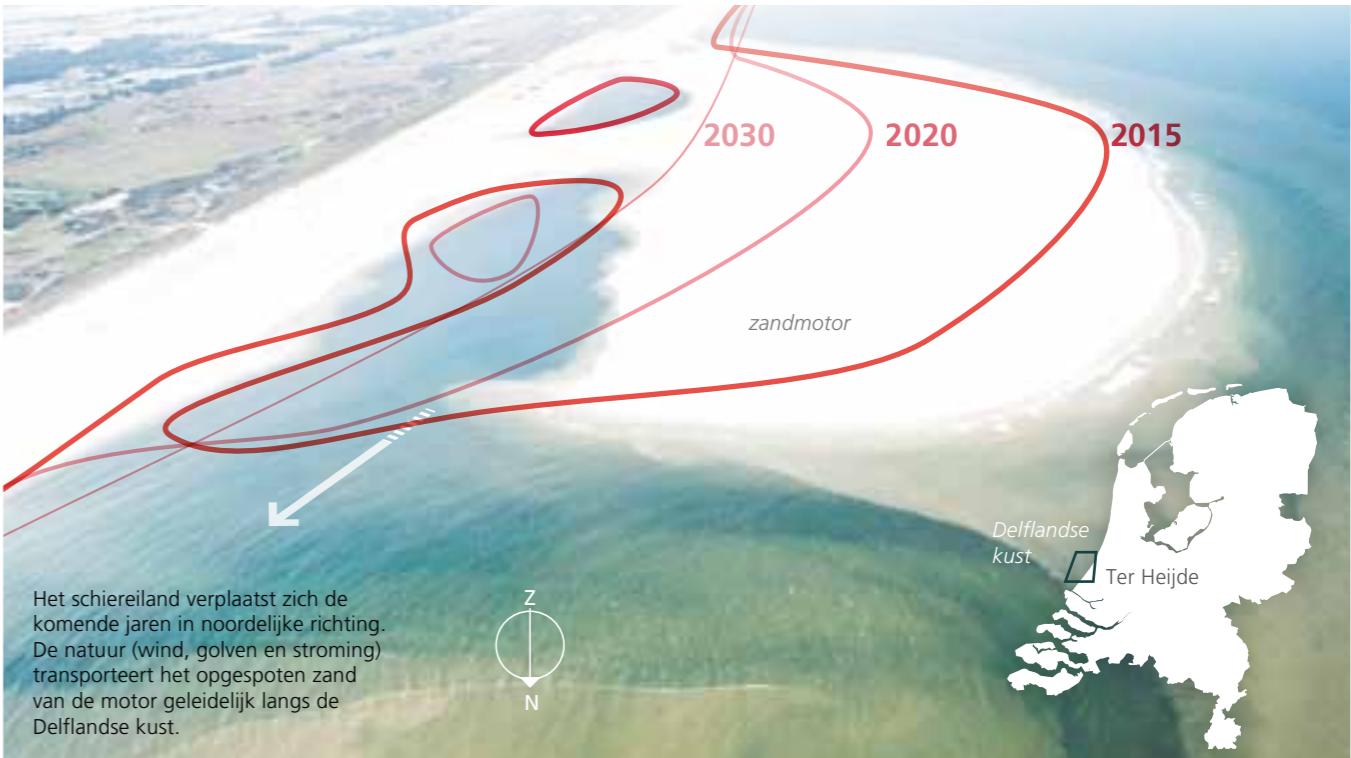 2030
2020
2015
zandmotor
Delflandse
kust
Ter Heijde
Z
N
Het schiereiland verplaatst zich de
komende jaren in noordelijke richting.
De natuur (wind, golven en stroming)
transporteert het opgespoten zand
van de motor geleidelijk langs de
Delflandse kust.